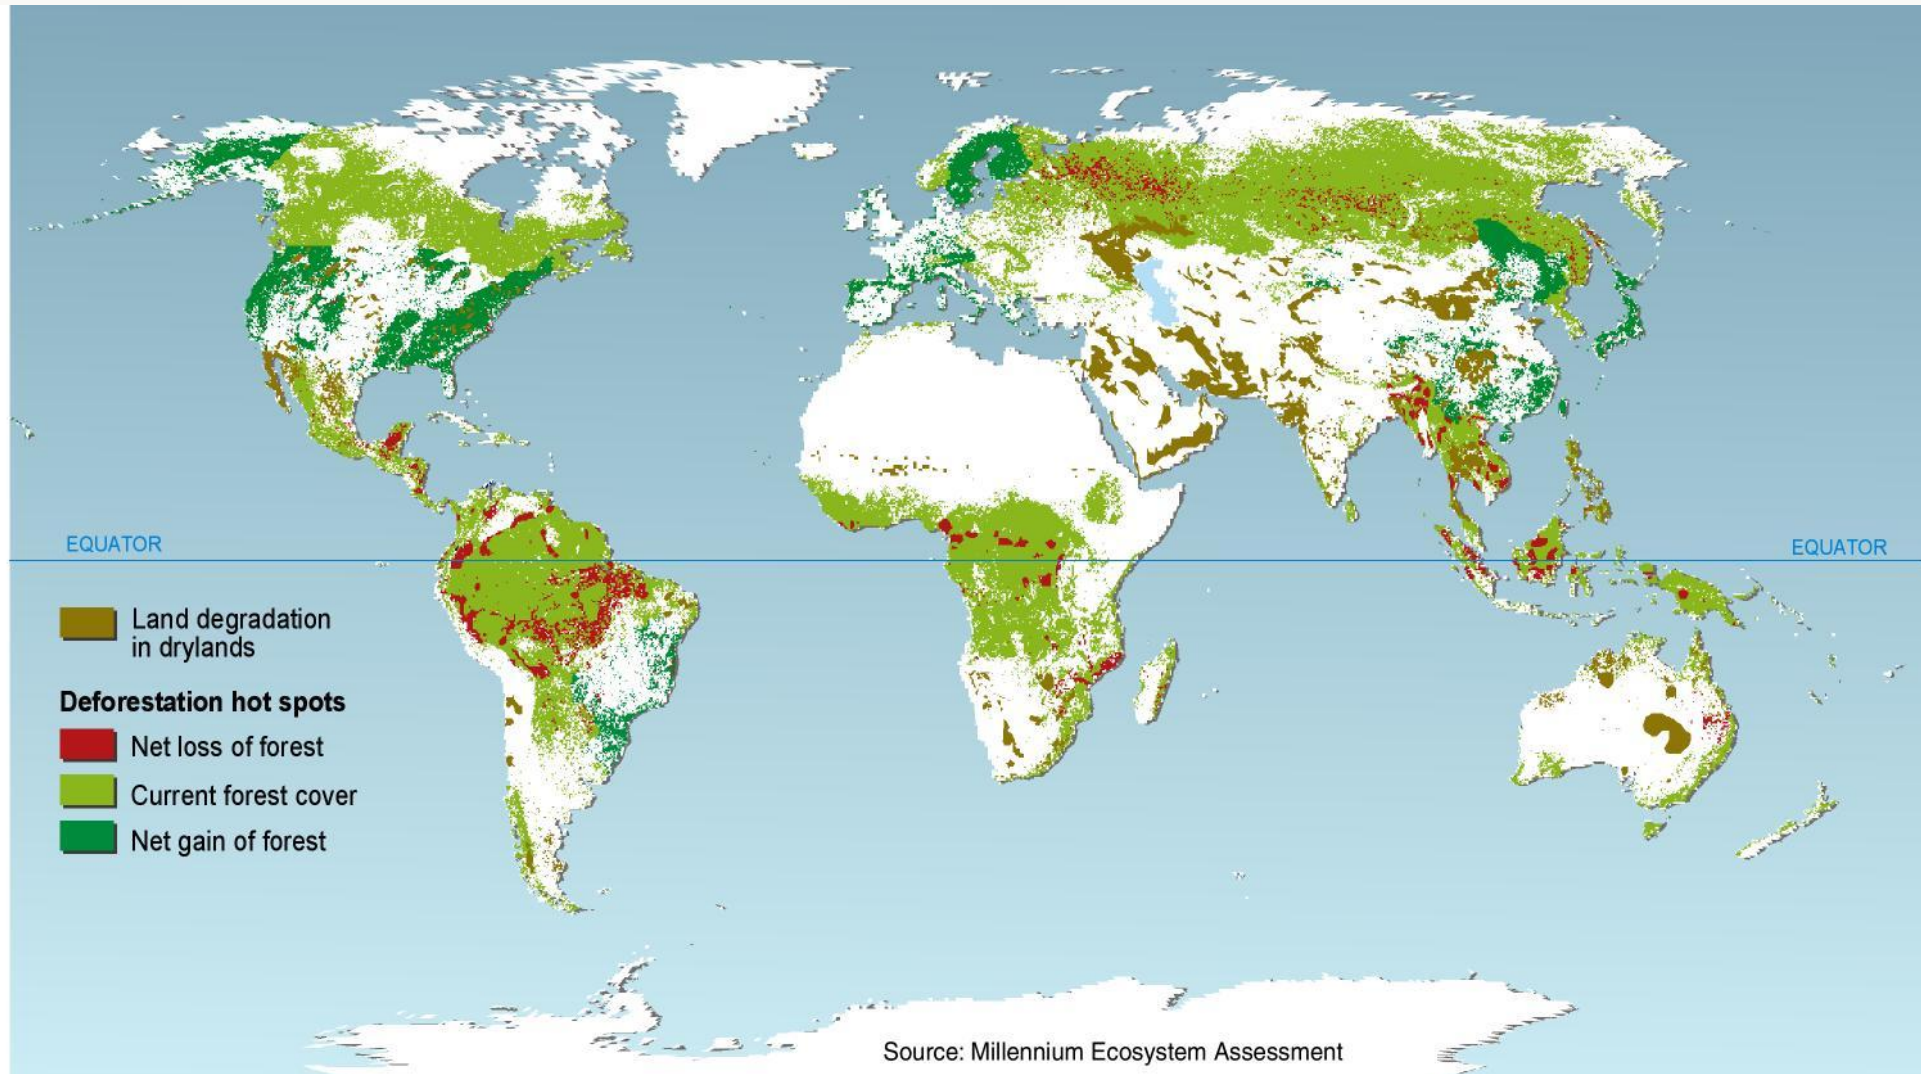 EQUATOR
EQUATOR
Land degradation
in drylands
Deforestation hot spots
Net loss of forest
Current forest cover
Net gain of forest
Source: Millennium Ecosystem Assessment